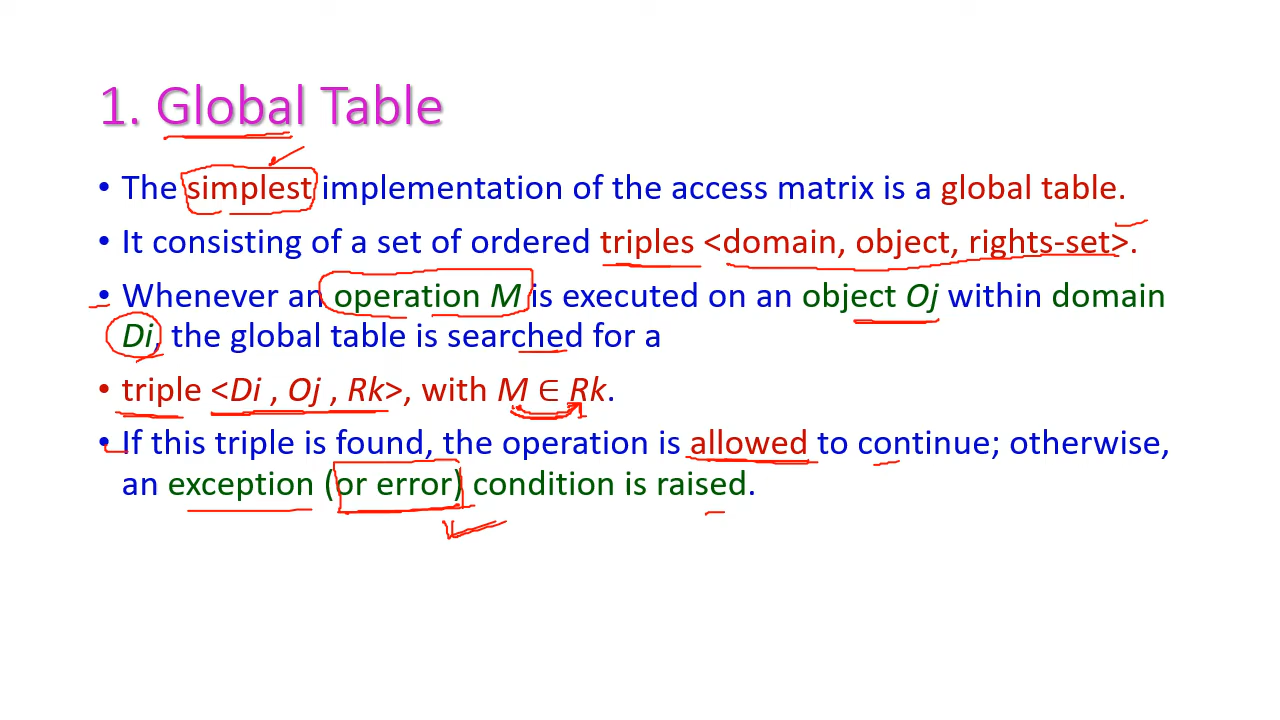 1. Global Table
• The simplest implementation of the access matrix is a global table.
• It consisting of a set of ordered triples <domain, object, rights-set>.
• Whenever an operation M is executed on an object Oj within domain
Di, the global table is searched for a
• triple <Di , Oj , Rk>, with M ∈ Rk.
• If this triple is found, the operation is allowed to continue; otherwise,
an exception (or error) condition is raised.